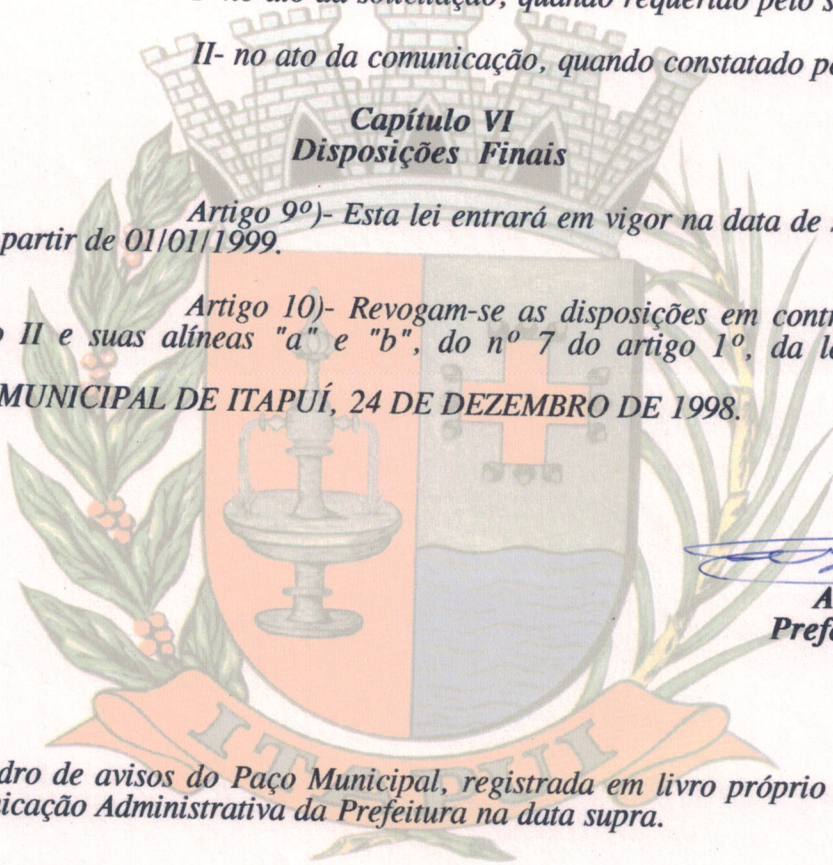 quando requerido pelo
II- no ato da comunicação, quando constatado
Capítulo VI
Disposições Finais
Artigo 9º)- Esta lei entrará em vigor na data de
partir de 01/01/1999.
Artigo 10)- Revogam-se as disposições em
II e suas alíneas "a" e "b", do nº 7 do artigo 1º, da
MUNICIPAL DE ITAPUÍ, 24 DE DEZEMBRO DE 1998.
A
Prefe
ITAPUI
dro de avisos do Paço Municipal, registrada em livro próprio
icação Administrativa da Prefeitura na data supra.